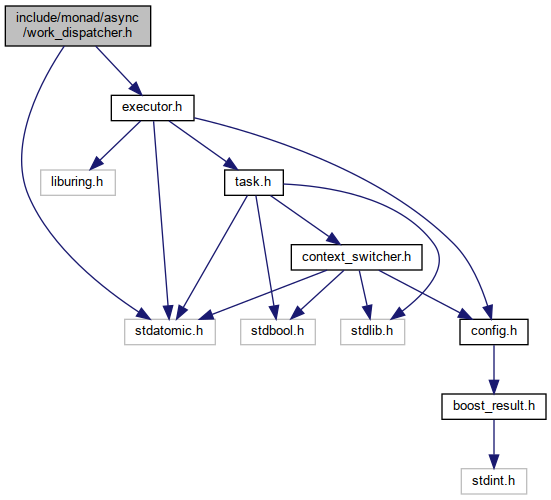 include/monad/async
/work_dispatcher.h
executor.h
liburing.h
task.h
context_switcher.h
stdatomic.h
stdbool.h
stdlib.h
config.h
boost_result.h
stdint.h